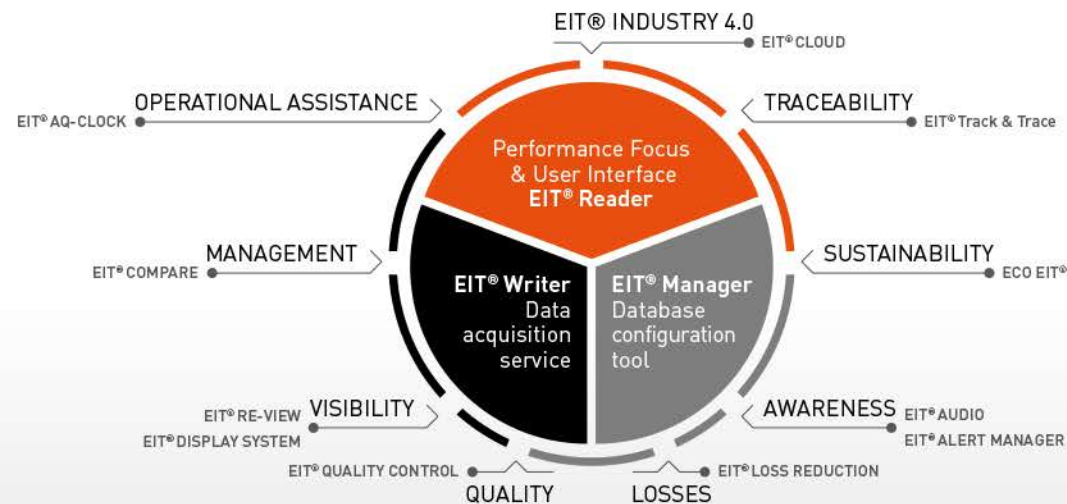 EIT® INDUSTRY 4.0
EIT® CLOUD
OPERATIONAL ASSISTANCE
EIT® AQ-CLOCK
TRACEABILITY
EIT® Track & Trace
Performance Focus
& User Interface
EIT® Reader
MANAGEMENT
EIT® COMPARE
SUSTAINABILITY
ECO EIT®
EIT® Writer
Data
acquisition
service
EIT® Manager
Database
configuration
tool
VISIBILITY
EIT® RE-VIEW
EIT® DISPLAY SYSTEM
AWARENESS
EIT® AUDIO
EIT® ALERT MANAGER
EIT® QUALITY CONTROL
QUALITY
EIT® LOSS REDUCTION
LOSSES